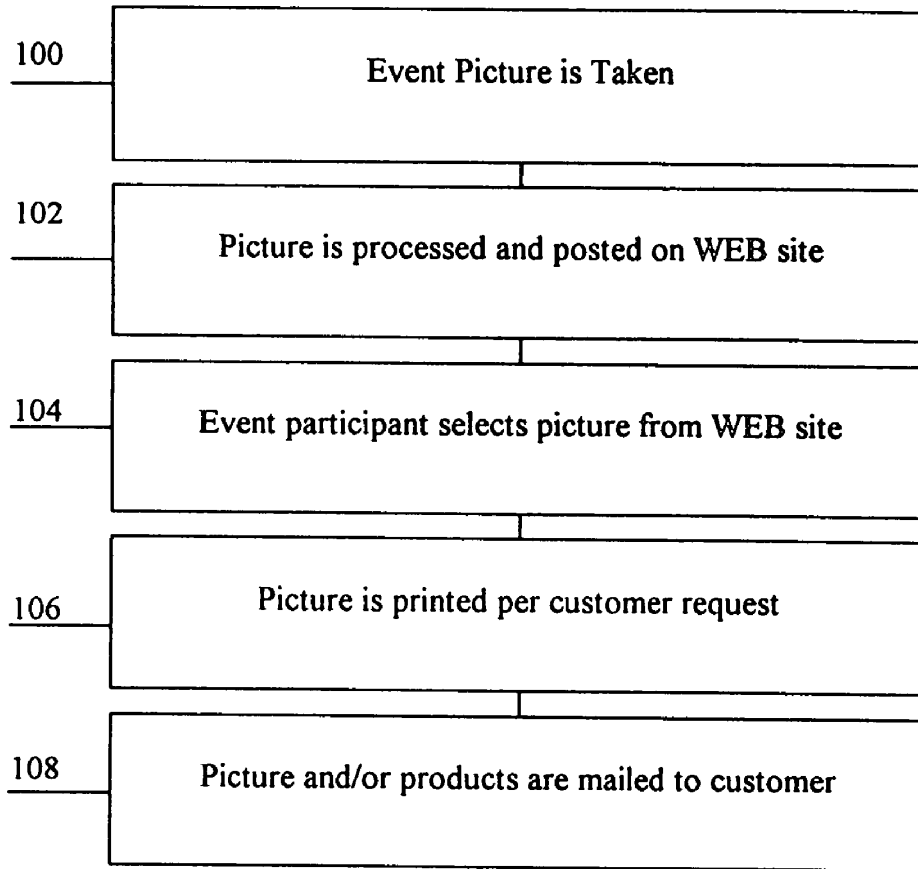 100
Event Picture is Taken
102
Picture is processed and posted on WEB site
104
Event participant selects picture from WEB site
106
Picture is printed per customer request
108
Picture and/or products are mailed to customer